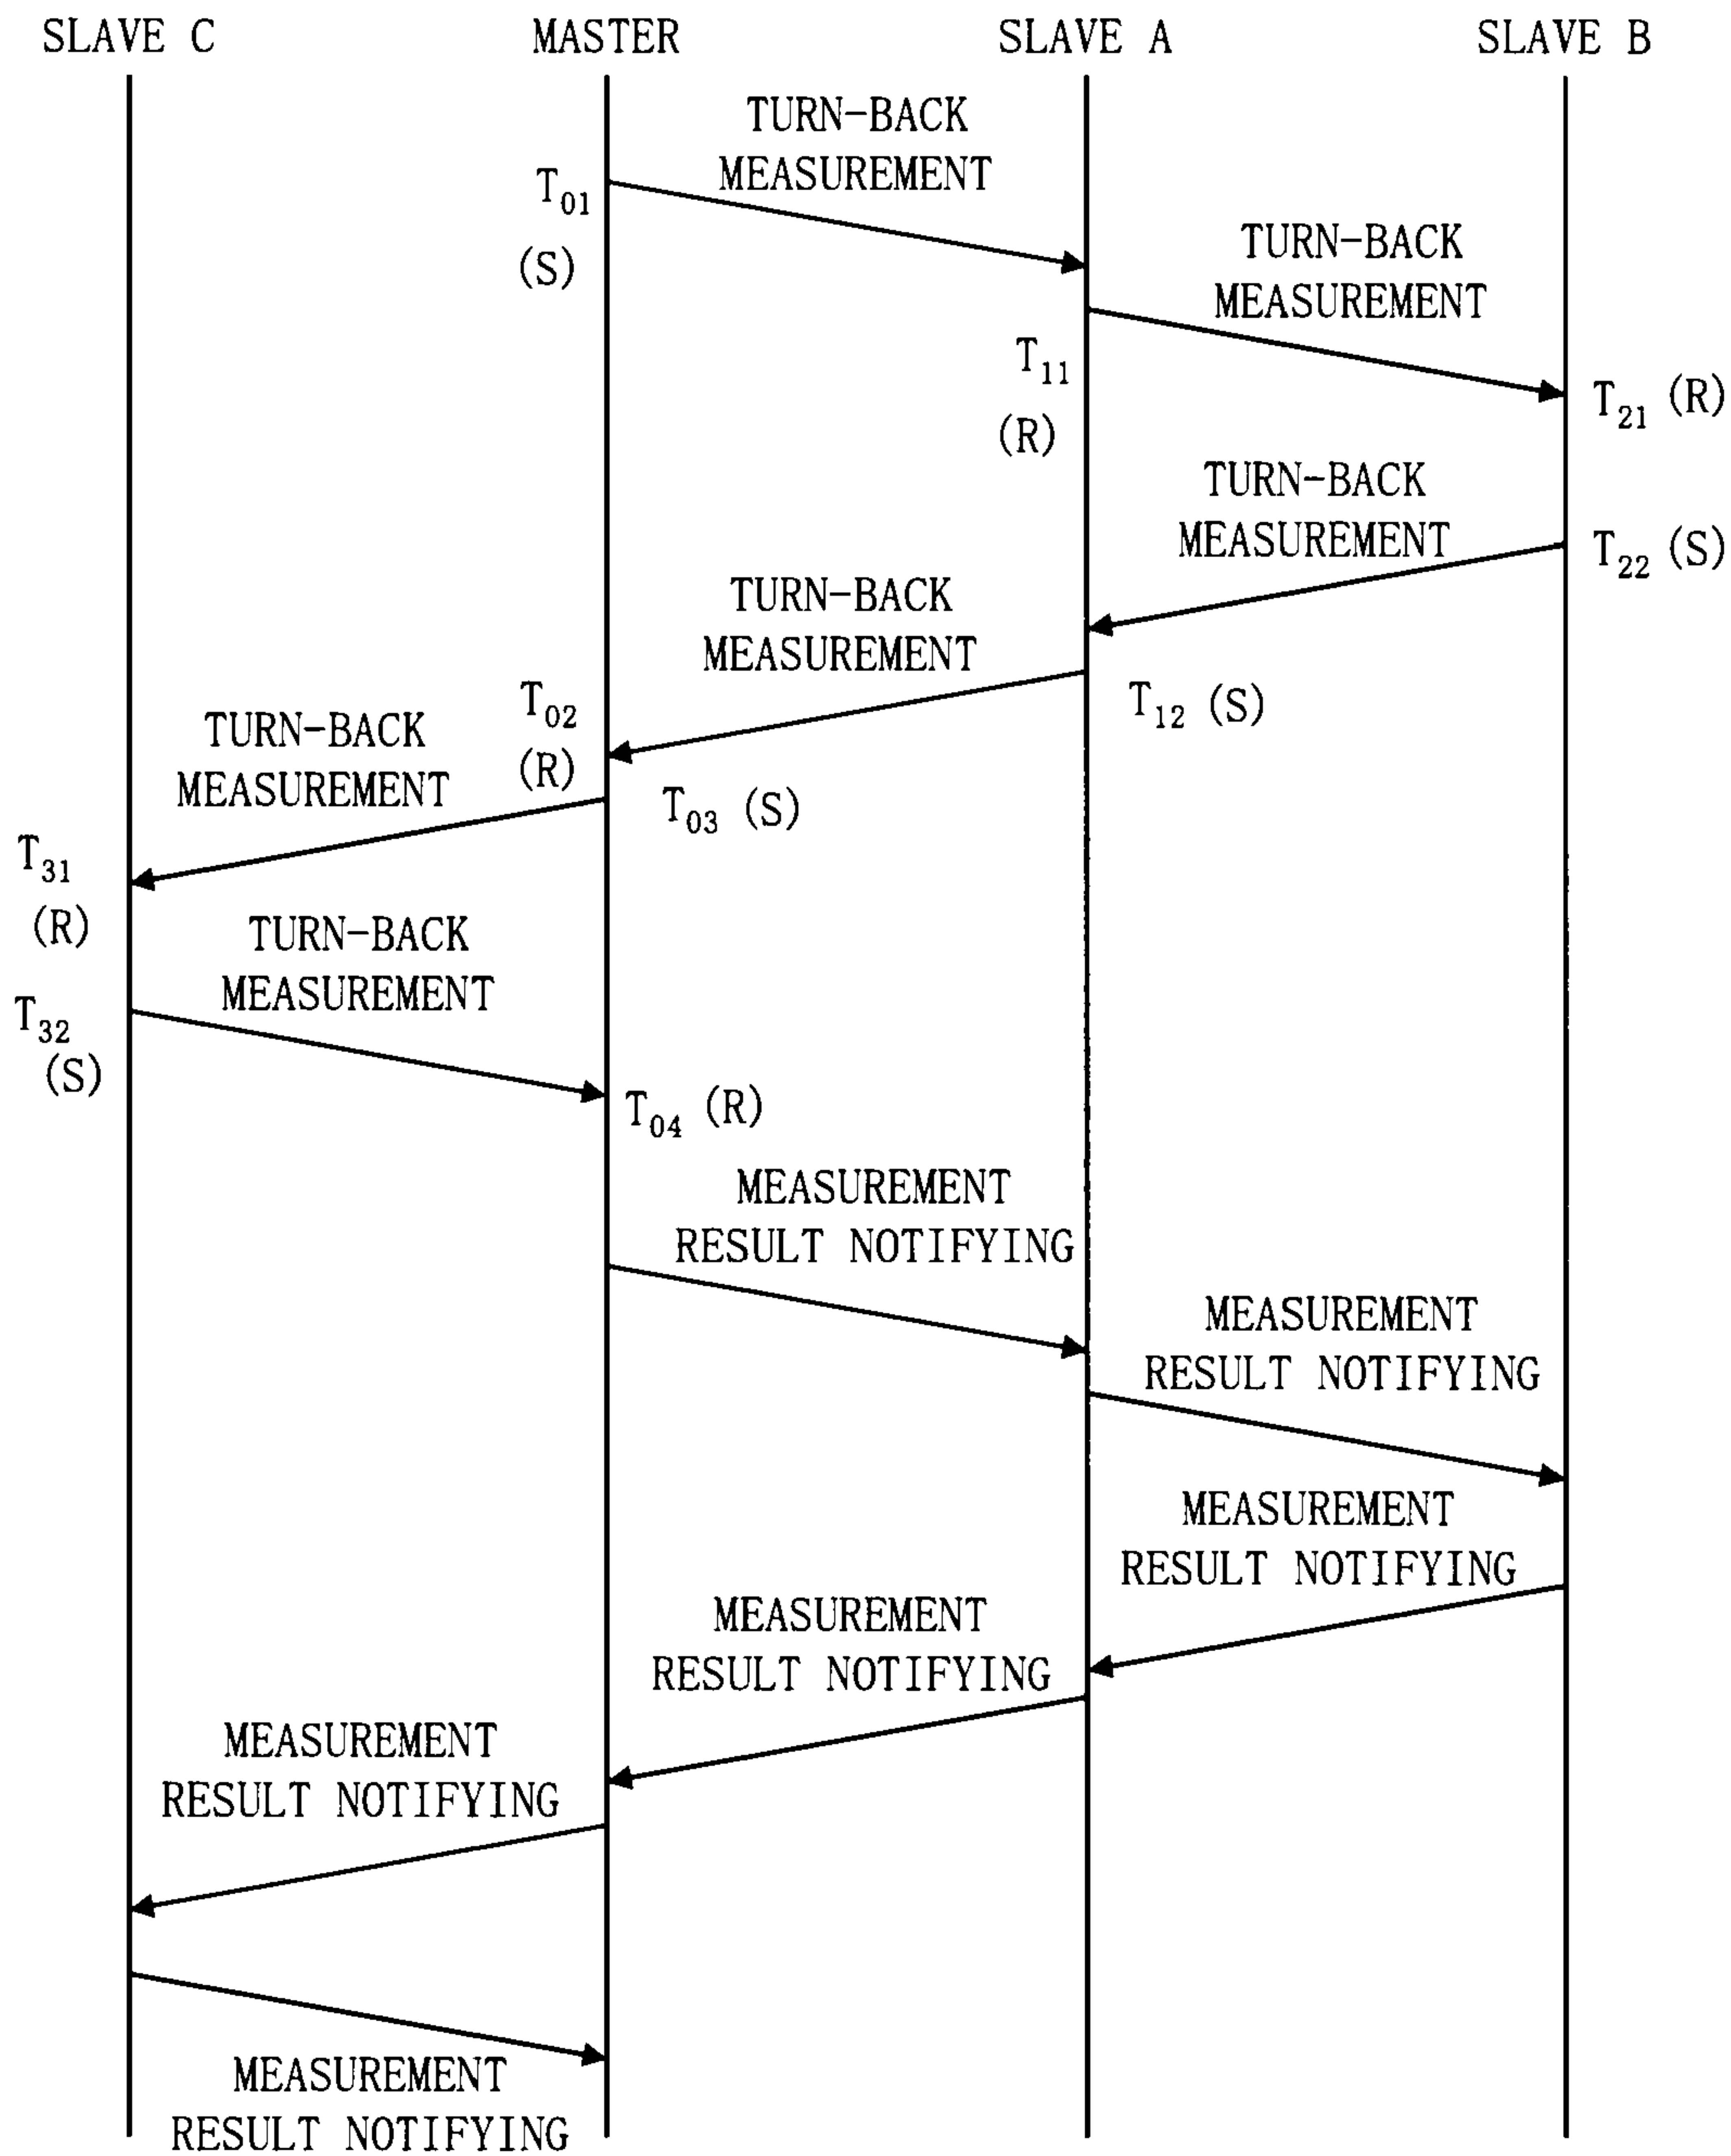 SLAVE C MASTER SLAVE A SLAVE B
TURN-BACK
MEASUREMENT
T01
(S)
TURN-BACK
MEASUREMENT
T11
(R)
T21 (R)
TURN-BACK
MEASUREMENT
T22 (S)
TURN-BACK
MEASUREMENT
T12 (S)
T02
(R)
TURN-BACK
MEASUREMENT
T03 (S)
T31
(R)
TURN-BACK
MEASUREMENT
T32
(S)
T04 (R)
MEASUREMENT
RESULT NOTIFYING
MEASUREMENT
RESULT NOTIFYING
MEASUREMENT
RESULT NOTIFYING
MEASUREMENT
RESULT NOTIFYING
MEASUREMENT
RESULT NOTIFYING
MEASUREMENT
RESULT NOTIFYING